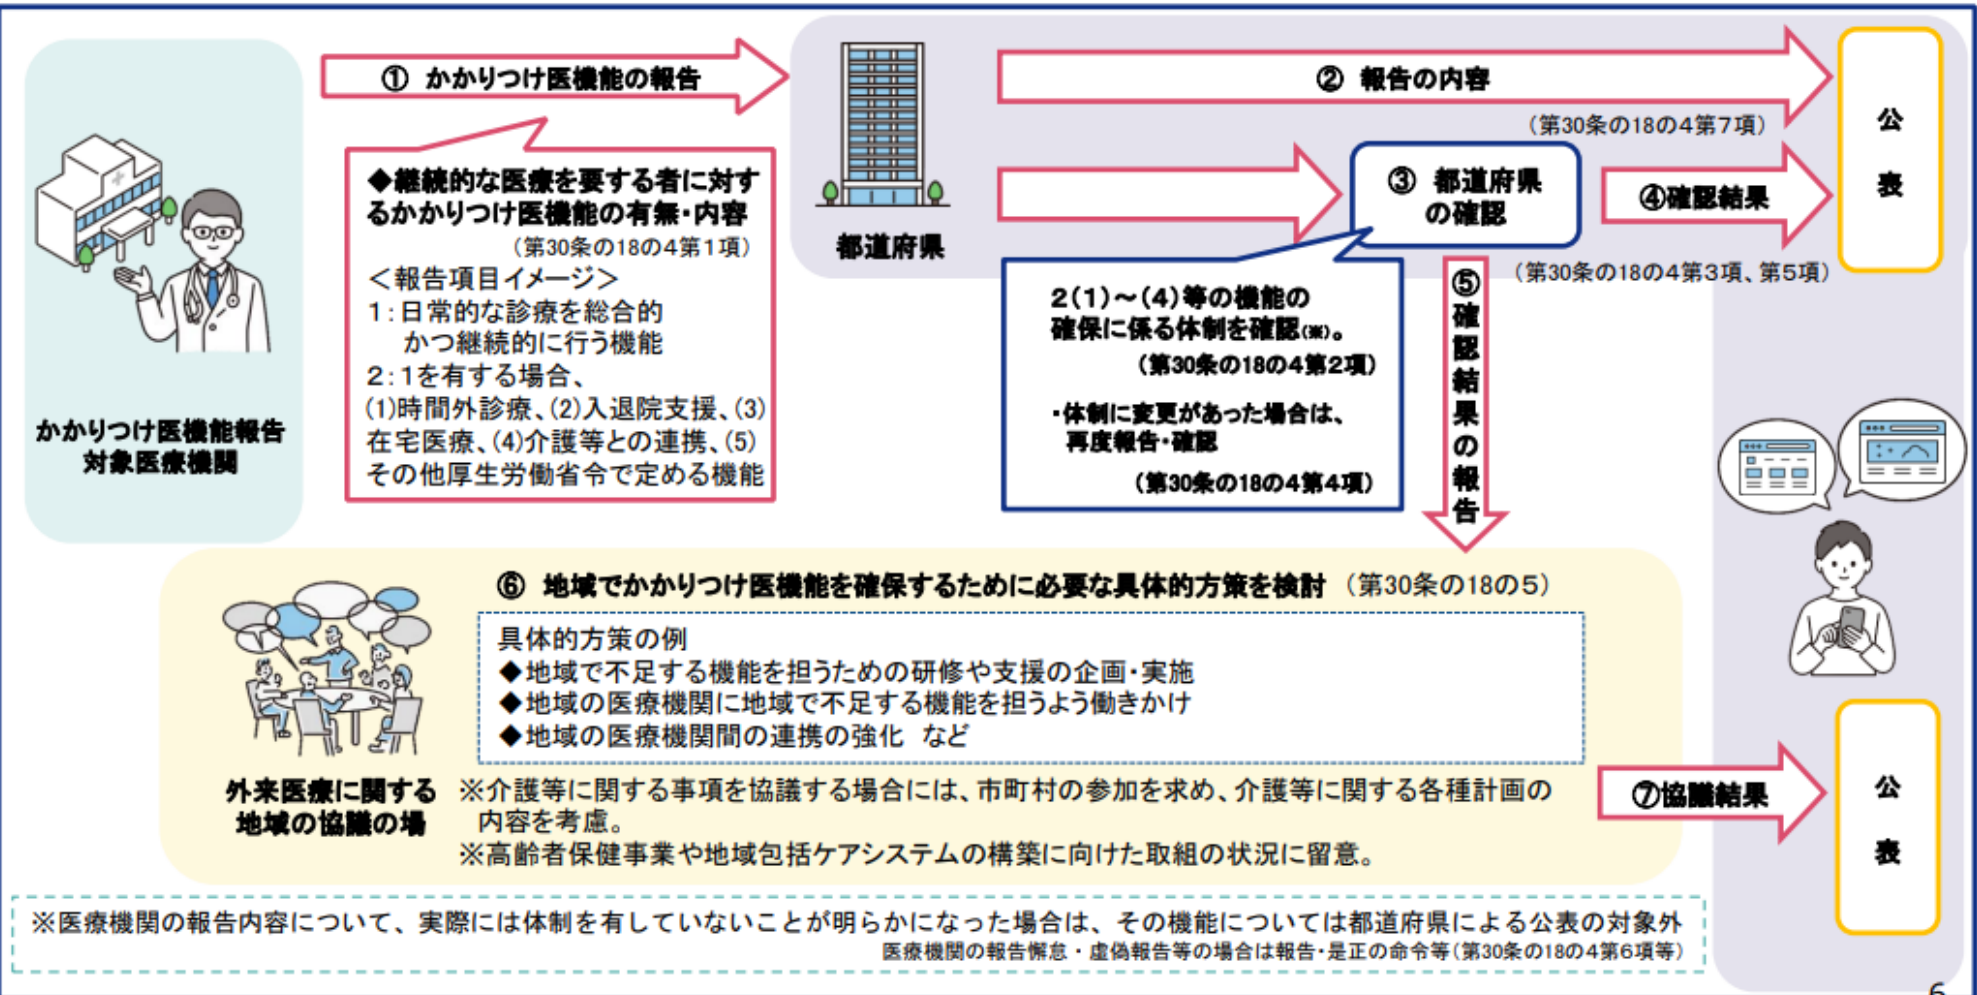 ① かかりつけ医機能の報告
② 報告の内容
(第30条の18の4第7項)
公
表
◆継続的な医療を要する者に対す
るかかりつけ医機能の有無・内容
(第30条の18の4第1項)
<報告項目イメージ>
1:日常的な診療を総合的
かつ継続的に行う機能
2:1を有する場合、
(1)時間外診療、(2)入退院支援、(3)
在宅医療、(4)介護等との連携、(5)
その他厚生労働省令で定める機能
かかりつけ医機能報告
対象医療機関
都道府県
③ 都道府県
の確認
④確認結果
(第30条の18の4第3項、第5項)
2(1)~(4)等の機能の
確保に係る体制を確認(※)。
(第30条の18の4第2項)
・体制に変更があった場合は、
再度報告・確認
(第30条の18の4第4項)
⑤確認結果の報告
⑥ 地域でかかりつけ医機能を確保するために必要な具体的方策を検討 (第30条の18の5)
具体的方策の例
◆地域で不足する機能を担うための研修や支援の企画・実施
◆地域の医療機関に地域で不足する機能を担うよう働きかけ
◆地域の医療機関間の連携の強化 など
外来医療に関する
地域の協議の場
※介護等に関する事項を協議する場合には、市町村の参加を求め、介護等に関する各種計画の
内容を考慮。
※高齢者保健事業や地域包括ケアシステムの構築に向けた取組の状況に留意。
⑦協議結果
公
表
※医療機関の報告内容について、実際には体制を有していないことが明らかになった場合は、その機能については都道府県による公表の対象外
医療機関の報告懈怠・虚偽報告等の場合は報告・是正の命令等(第30条の18の4第6項等)
6